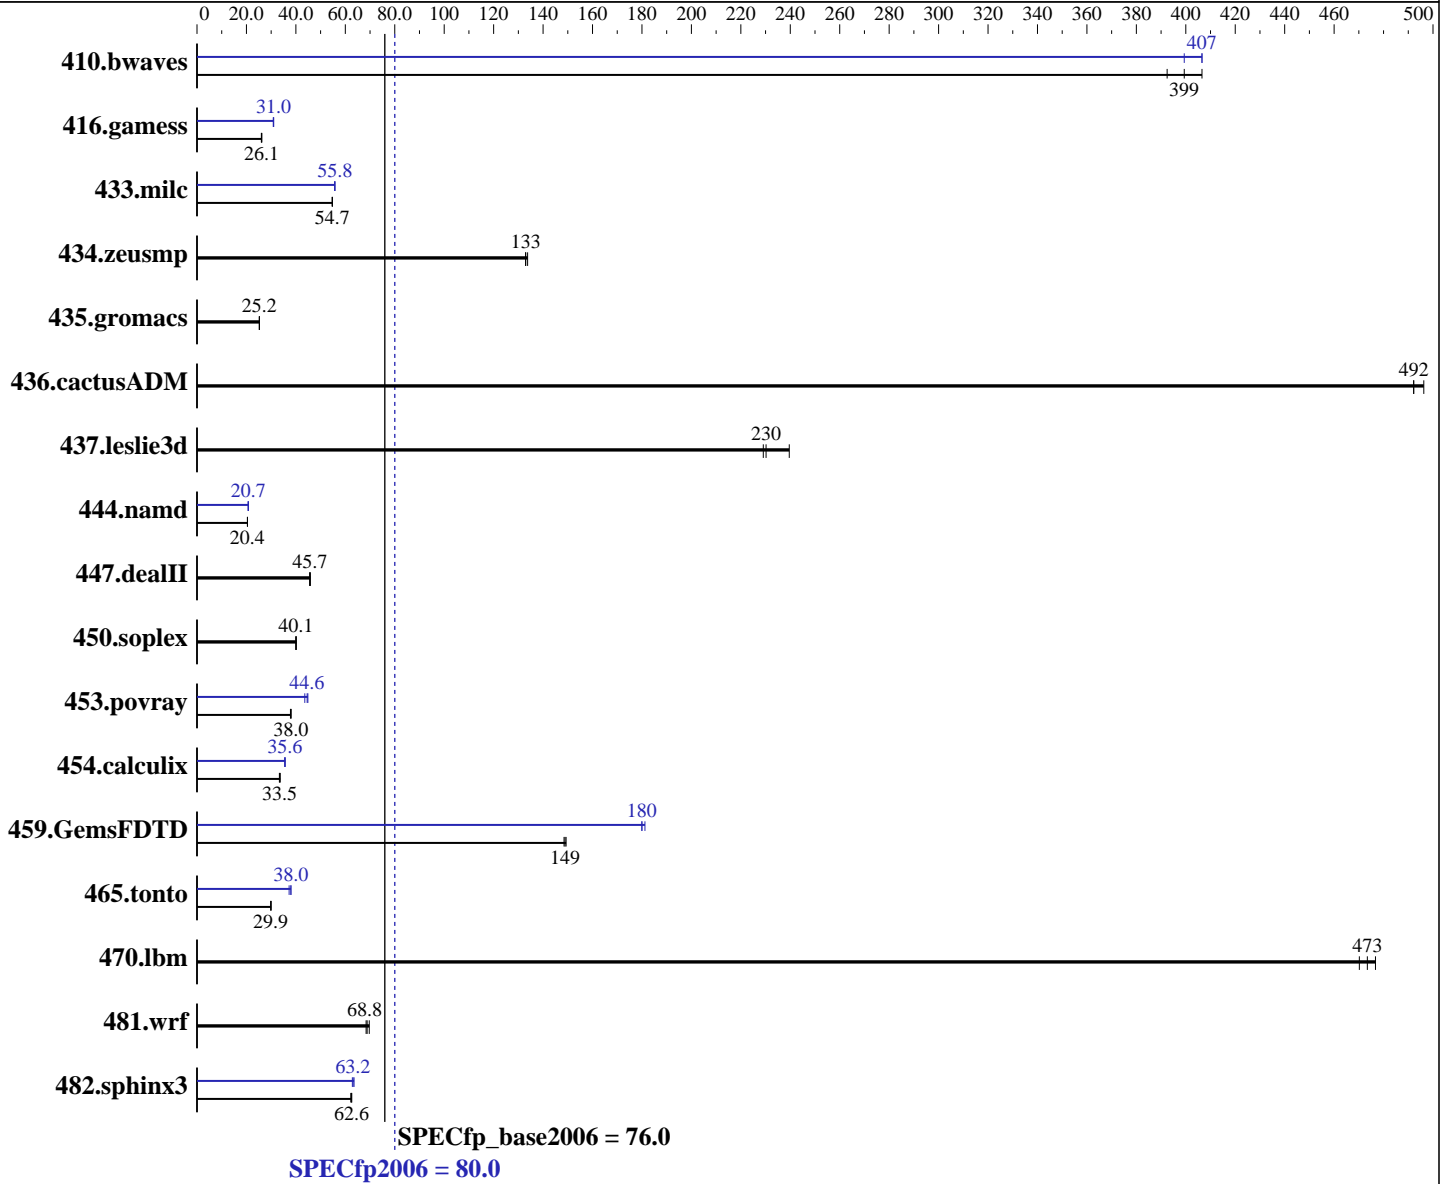 0 20.0 40.0 60.0 80.0 100 120 140 160 180 200 220 240 260 280 300 320 340 360 380 400 420 440 460 500
407
410.bwaves
399
31.0
416.gamess
26.1
55.8
433.milc
54.7
133
434.zeusmp
25.2
435.gromacs
492
436.cactusADM
230
437.leslie3d
20.7
444.namd
20.4
45.7
447.dealII
40.1
450.soplex
44.6
453.povray
38.0
35.6
454.calculix
33.5
180
459.GemsFDTD
149
38.0
465.tonto
29.9
473
470.lbm
68.8
481.wrf
63.2
482.sphinx3
62.6
SPECfp_base2006 = 76.0
SPECfp2006 = 80.0